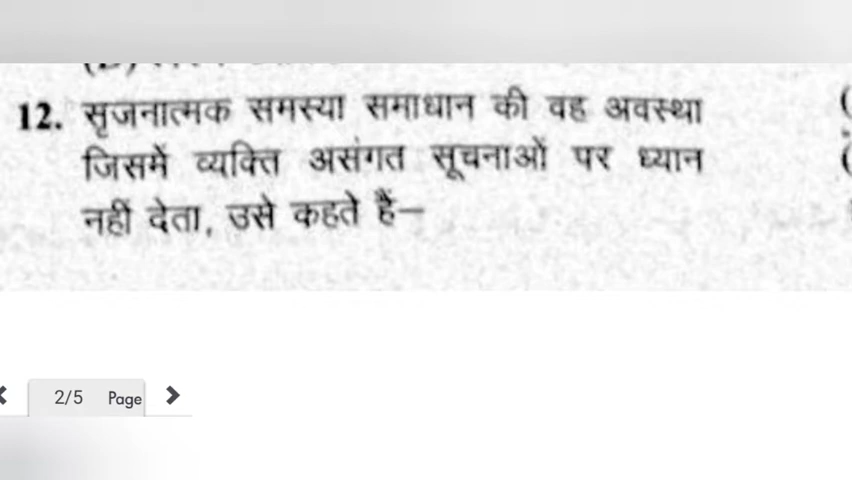 12. सृजनात्मक समस्या समाधान की वह अवस्था
जिसमें व्यक्ति असंगत सूचनाओं पर ध्यान
नहीं देता, उसे कहते हैं—
2/5 Page